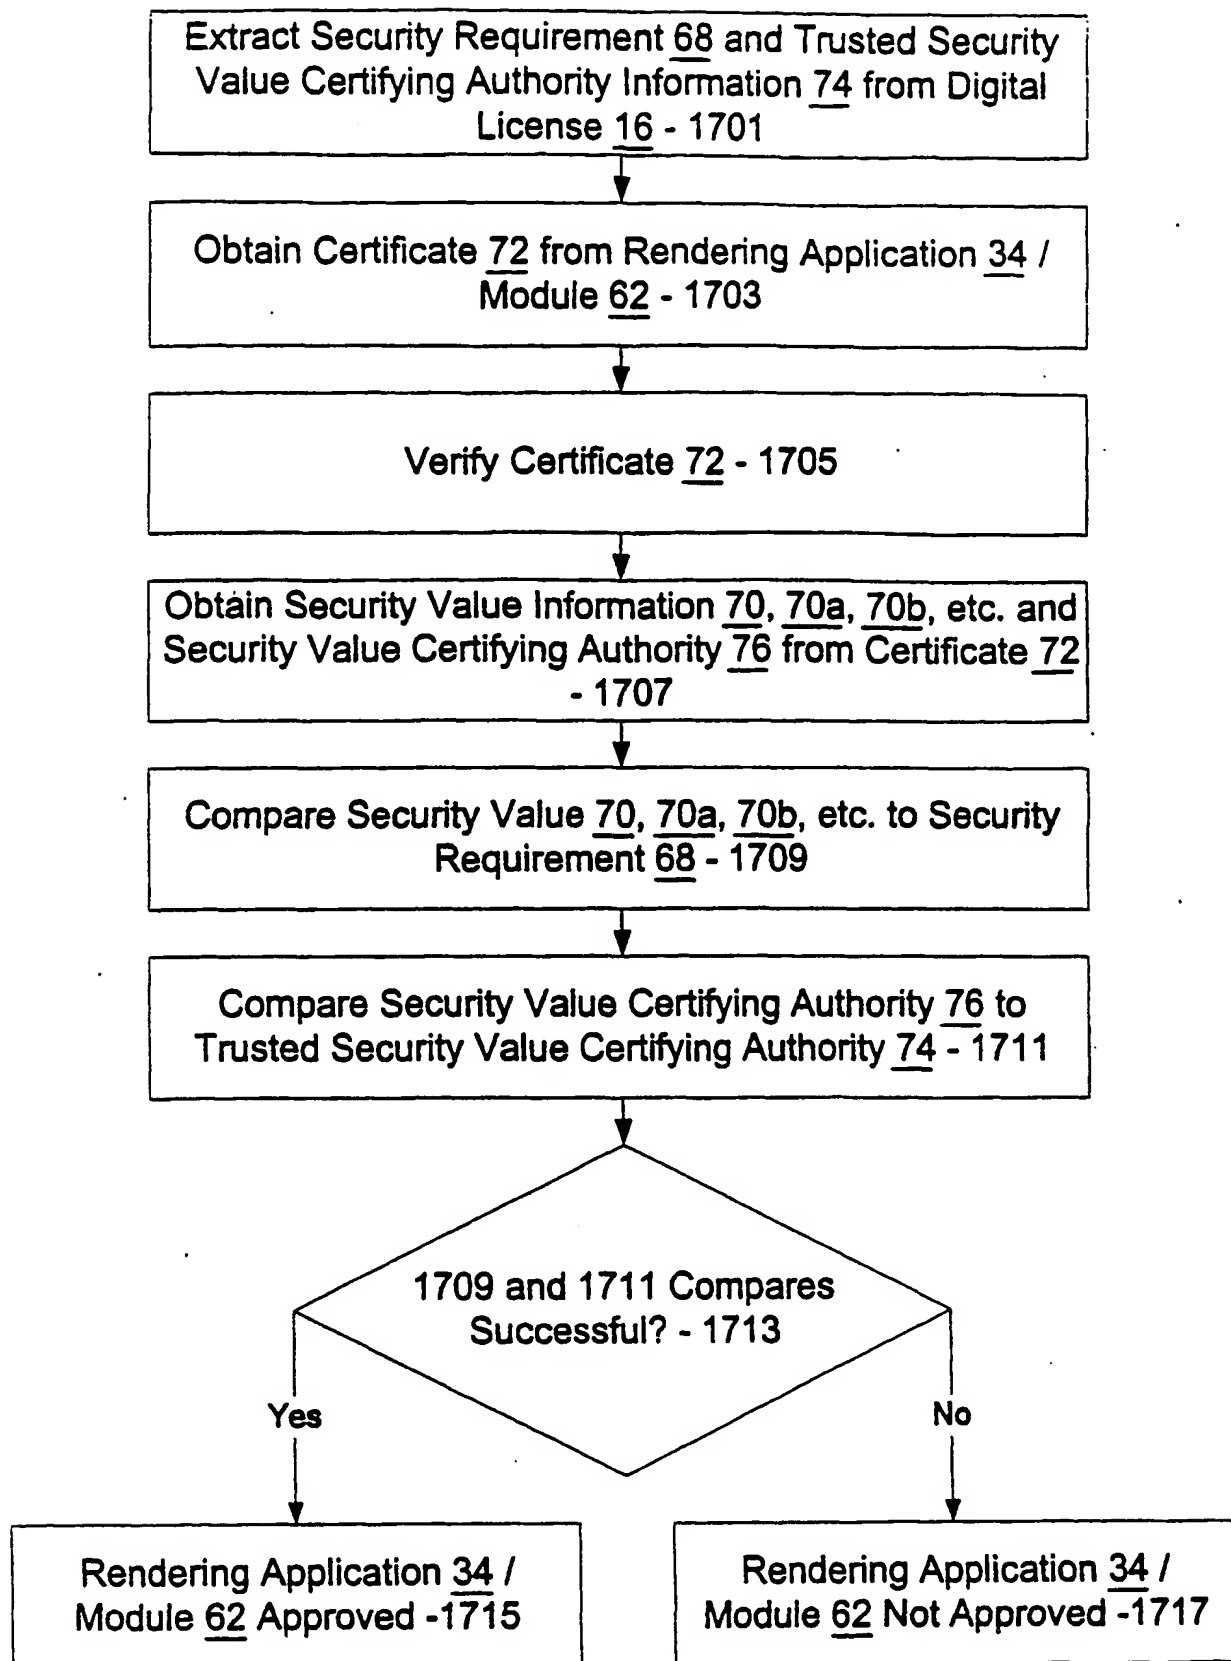 Extract Security Requirement 68 and Trusted Security
Value Certifying Authority Information 74 from Digital
License 16 - 1701
Obtain Certificate 72 from Rendering Application 34 /
Module 62 - 1703
Verify Certificate 72 - 1705
Obtain Security Value Information 70, 70a, 70b, etc. and
Security Value Certifying Authority 76 from Certificate 72
- 1707
Compare Security Value 70, 70a, 70b, etc. to Security
Requirement 68 - 1709
Compare Security Value Certifying Authority 76 to
Trusted Security Value Certifying Authority 74 - 1711
1709 and 1711 Compares
Successful? - 1713
Yes
No
Rendering Application 34 /
Module 62 Approved -1715
Rendering Application 34 /
Module 62 Not Approved -1717